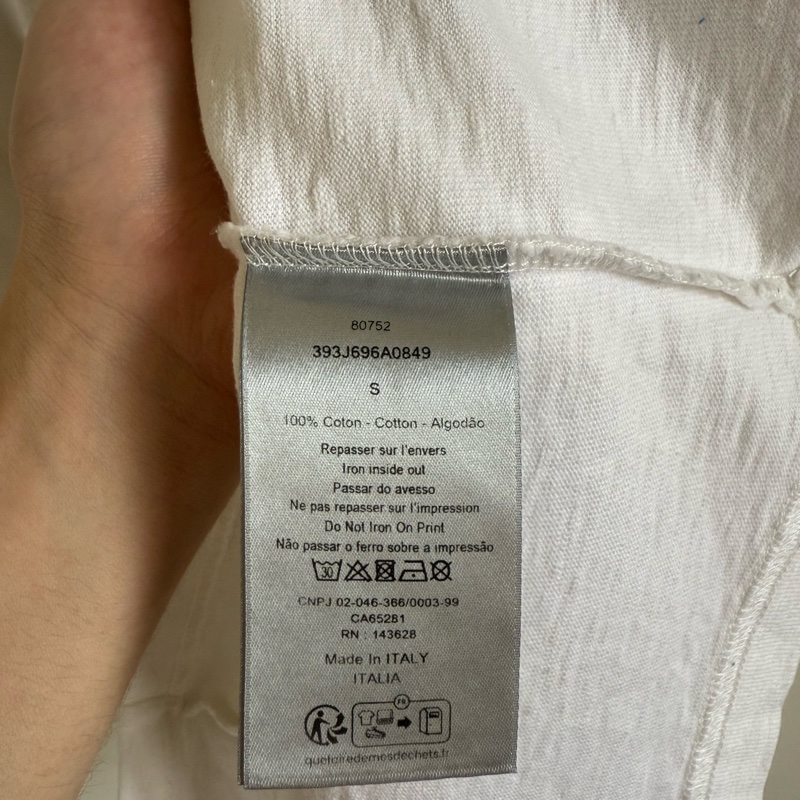 80752
393J696A0849
S
100% Coton - Cotton - Algodão
Repasser sur l'envers
Iron inside out
Passar do avesso
Ne pas repasser sur l'impression
Do Not Iron On Print
Não passar o ferro sobre a impressão
30
CNPJ 02-046-366/0003-99
CA65281
RN : 143628
Made In ITALY
ITALIA
FR
quefairedemesdechets.fr